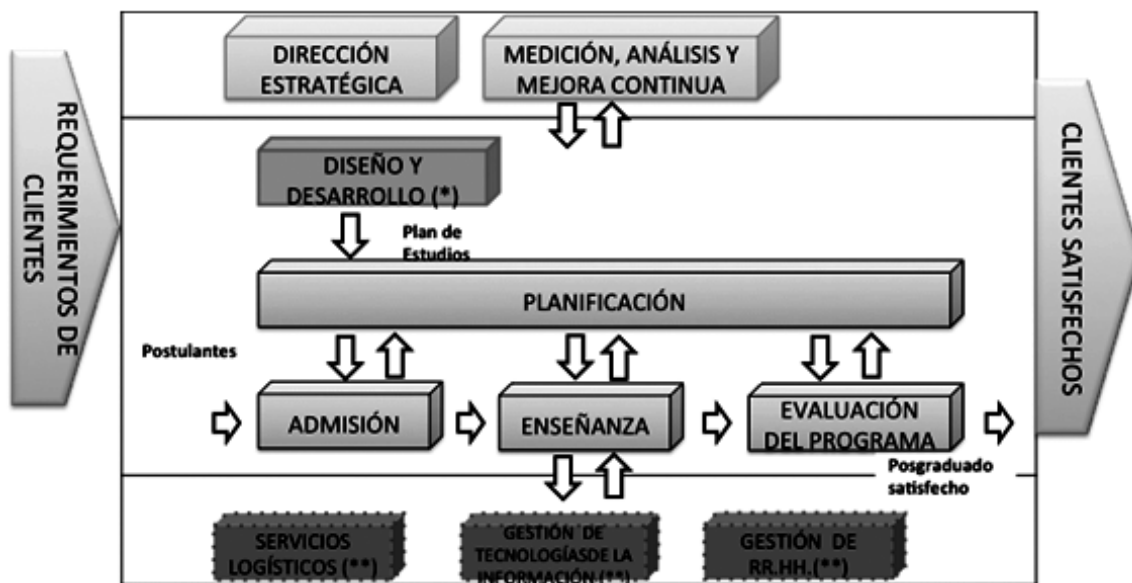 REQUERIMIENTOS DE
CLIENTES
DIRECCIÓN
ESTRATÉGICA
MEDICIÓN, ANÁLISIS Y
MEJORA CONTINUA
DISEÑO Y
DESARROLLO (*)
Plan de
Estudios
PLANIFICACIÓN
Postulantes
ADMISIÓN
ENSEÑANZA
EVALUACIÓN
DEL PROGRAMA
Posgraduado
satisfecho
SERVICIOS
LOGÍSTICOS (**)
GESTIÓN DE
TECNOLOGÍASDE LA
INFORMACIÓN (**)
GESTIÓN DE
RR.HH.(**)
CLIENTES SATISFECHOS